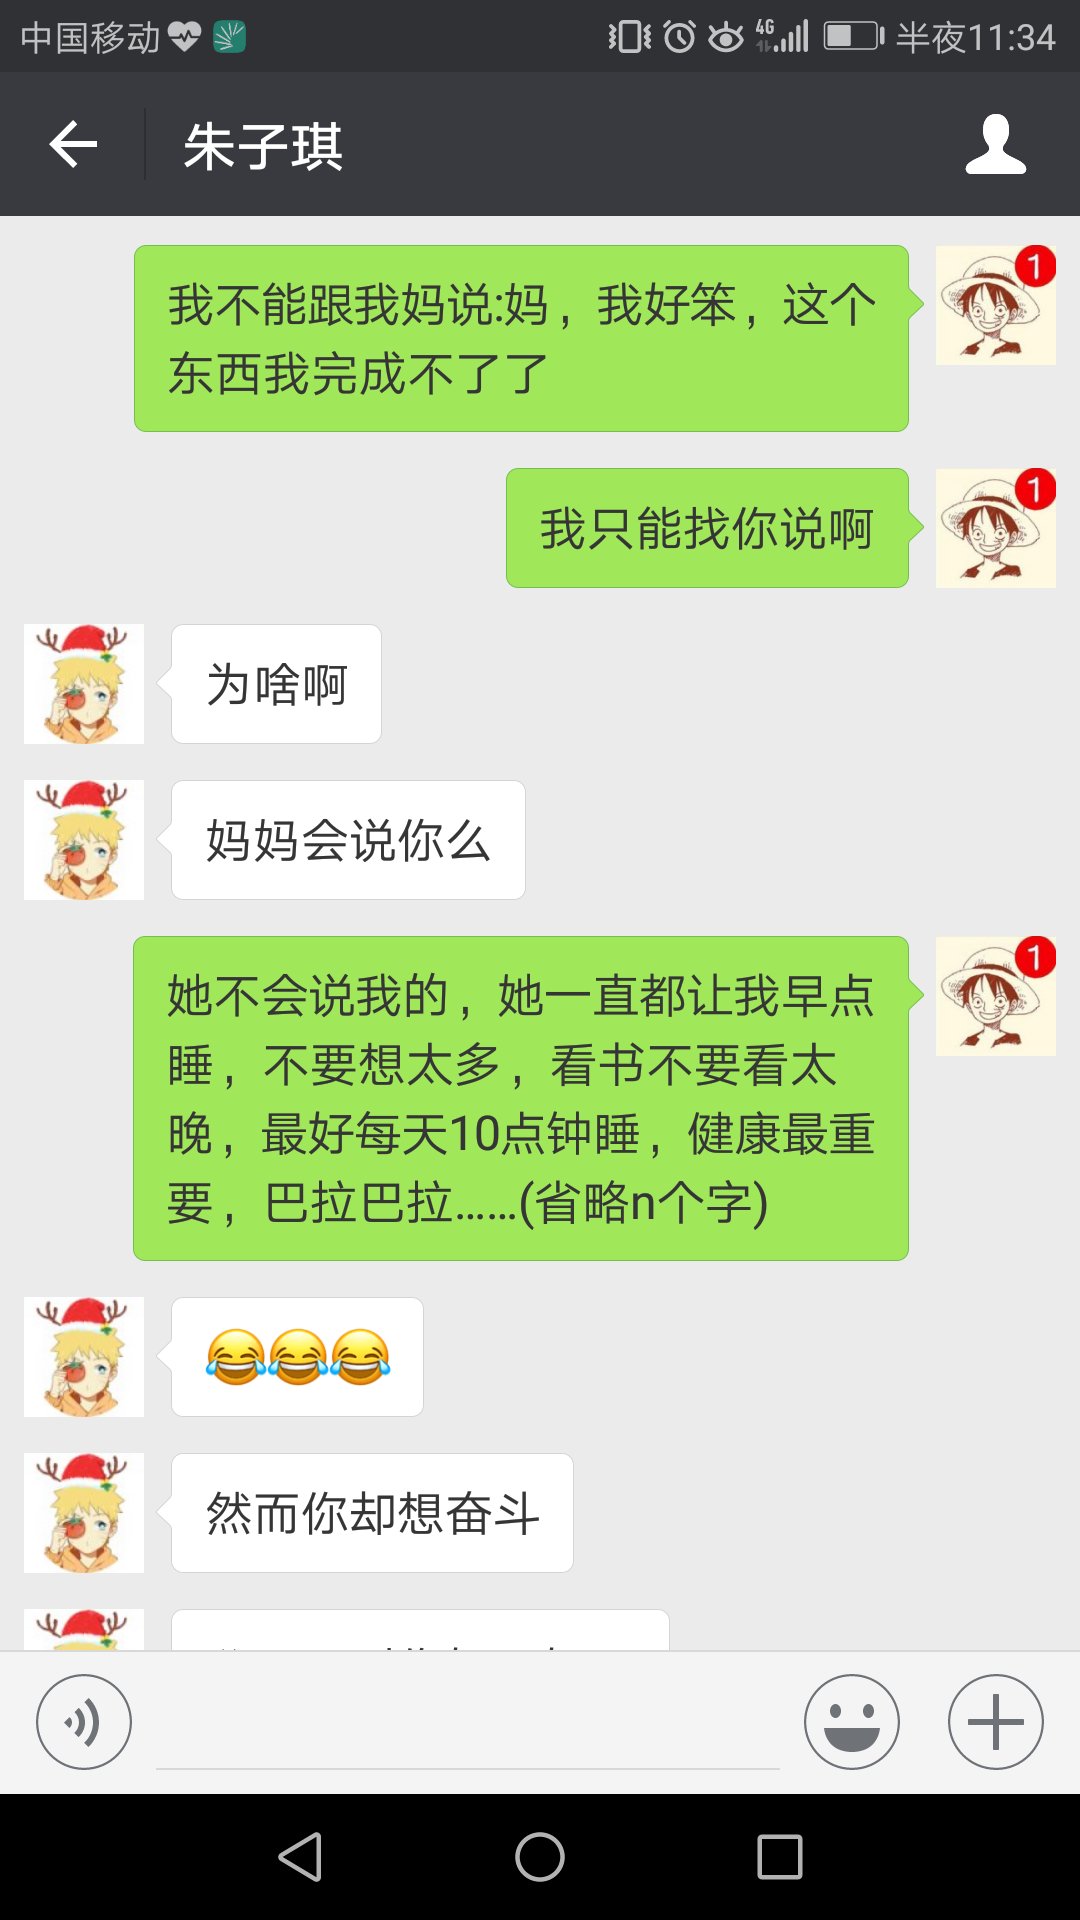 中国移动 4G 半夜11:34
朱子琪
我不能跟我妈说:妈，我好笨，这个
东西我完成不了了
1
我只能找你说啊
1
为啥啊
妈妈会说你么
她不会说我的，她一直都让我早点
睡，不要想太多，看书不要看太
晚，最好每天10点钟睡，健康最重
要，巴拉巴拉……(省略n个字)
1
😂😂😂
然而你却想奋斗